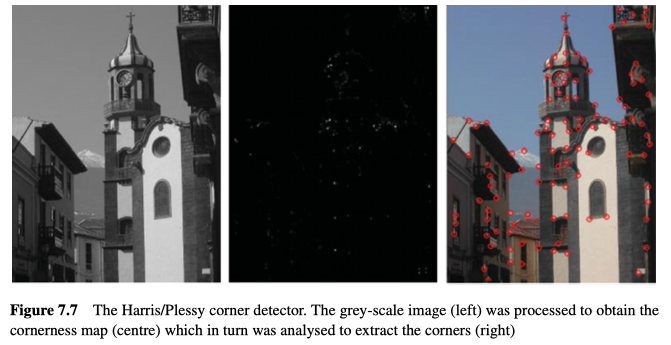 Figure 7.7 The Harris/Plessy corner detector. The grey-scale image (left) was processed to obtain the
cornerness map (centre) which in turn was analysed to extract the corners (right)